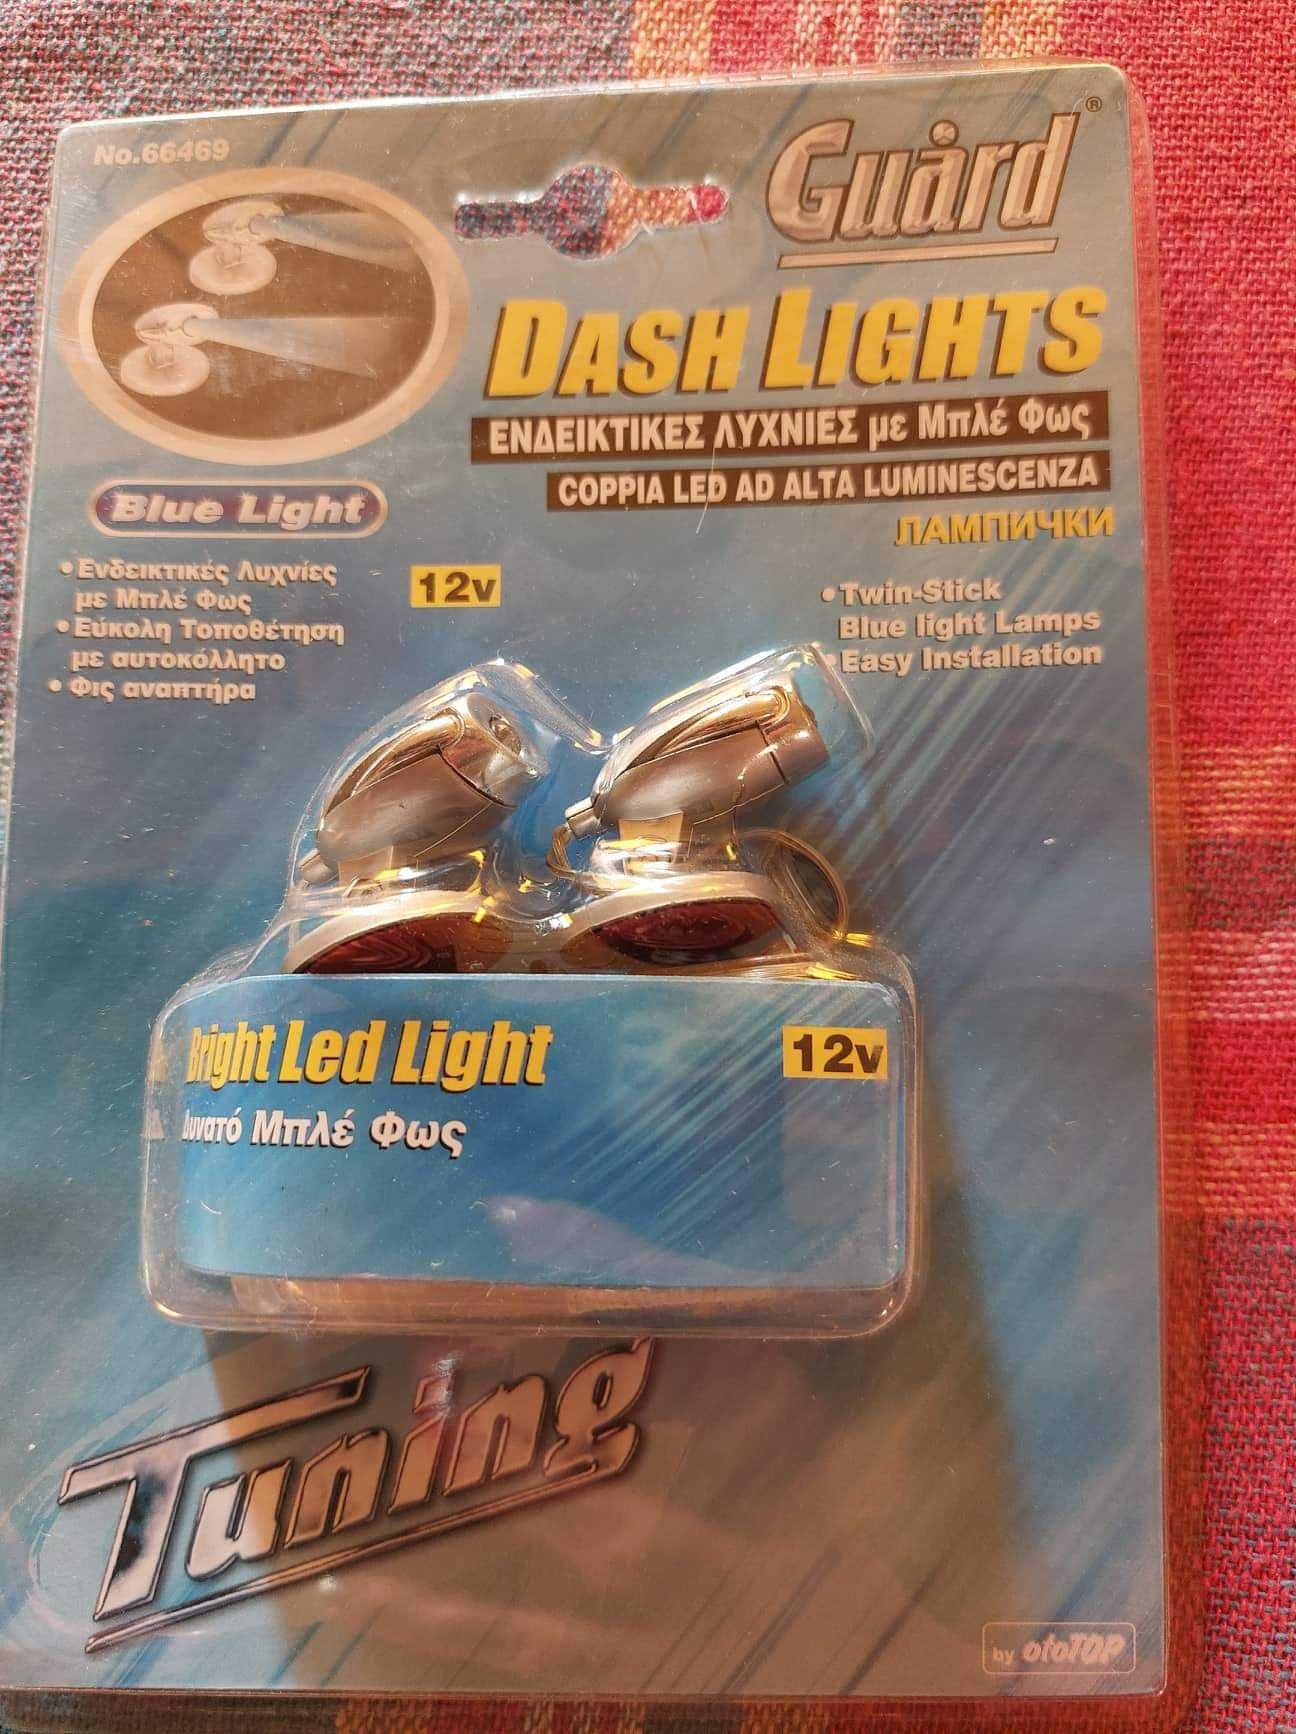 No.66469
Guård®
DASH LIGHTS
ΕΝΔΕΙΚΤΙΚΕΣ ΛΥΧΝΙΕΣ με Μπλέ Φως
COPPIA LED AD ALTA LUMINESCENZA
ЛАМПИЧКИ
Blue Light
• Ενδεικτικές Λυχνίες
με Μπλέ Φως
• Εύκολη Τοποθέτηση
με αυτοκόλλητο
• Φις αναπτήρα
12v
• Twin-Stick
Blue light Lamps
• Easy Installation
Bright Led Light
12v
Δυνατό Μπλέ Φως
Tuning
by otoTOP